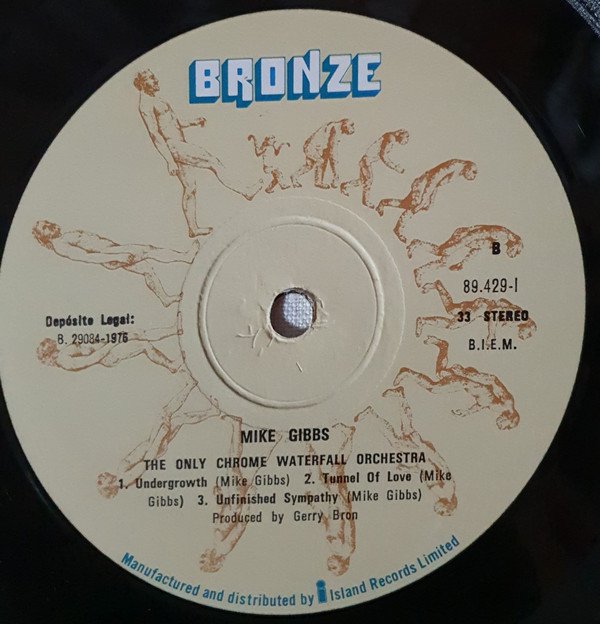 BRONZE
B
89.429-I
33 STEREO
B.I.E.M.
Depósito Legal:
B. 29084-1976
MIKE GIBBS
THE ONLY CHROME WATERFALL ORCHESTRA
1. Undergrowth (Mike Gibbs) 2. Tunnel Of Love (Mike
Gibbs) 3. Unfinished Sympathy (Mike Gibbs)
Produced by Gerry Bron
Manufactured and distributed by i Island Records Limited